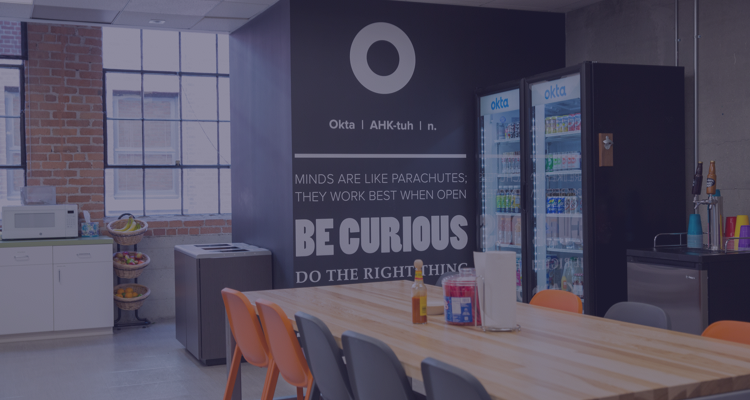 Okta | AHK-tuh | n.
MINDS ARE LIKE PARACHUTES;
THEY WORK BEST WHEN OPEN
BE CURIOUS
DO THE RIGHT THING
okta
okta